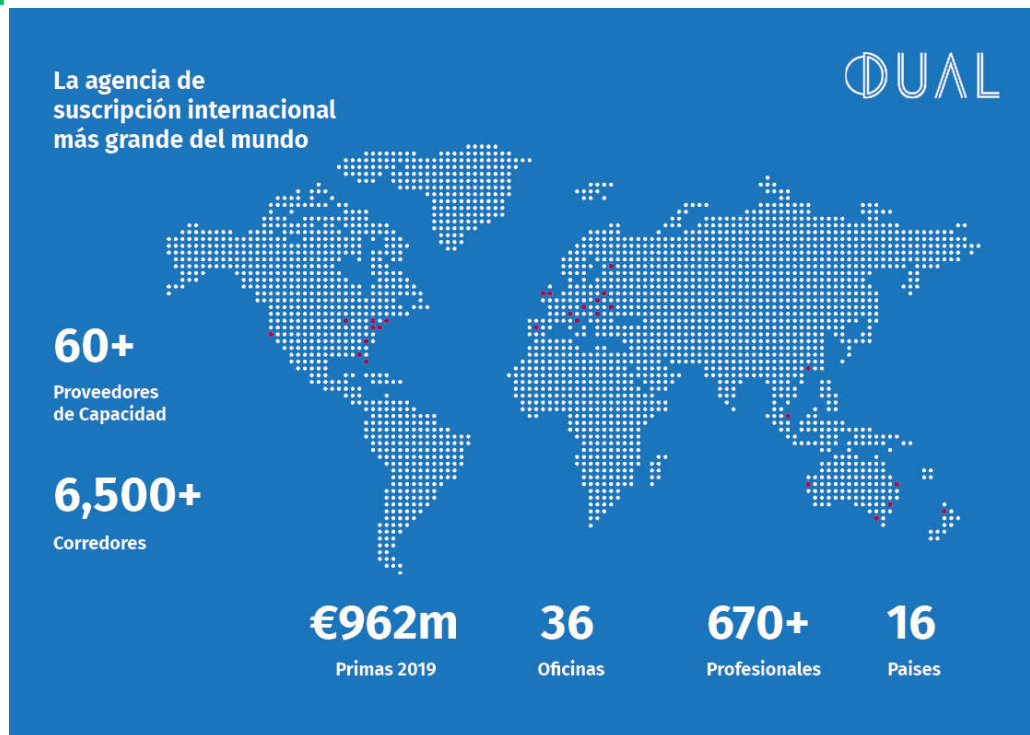 La agencia de
suscripción internacional
más grande del mundo
DUAL
60+
Proveedores
de Capacidad
6,500+
Corredores
€962m
Primas 2019
36
Oficinas
670+
Profesionales
16
Paises